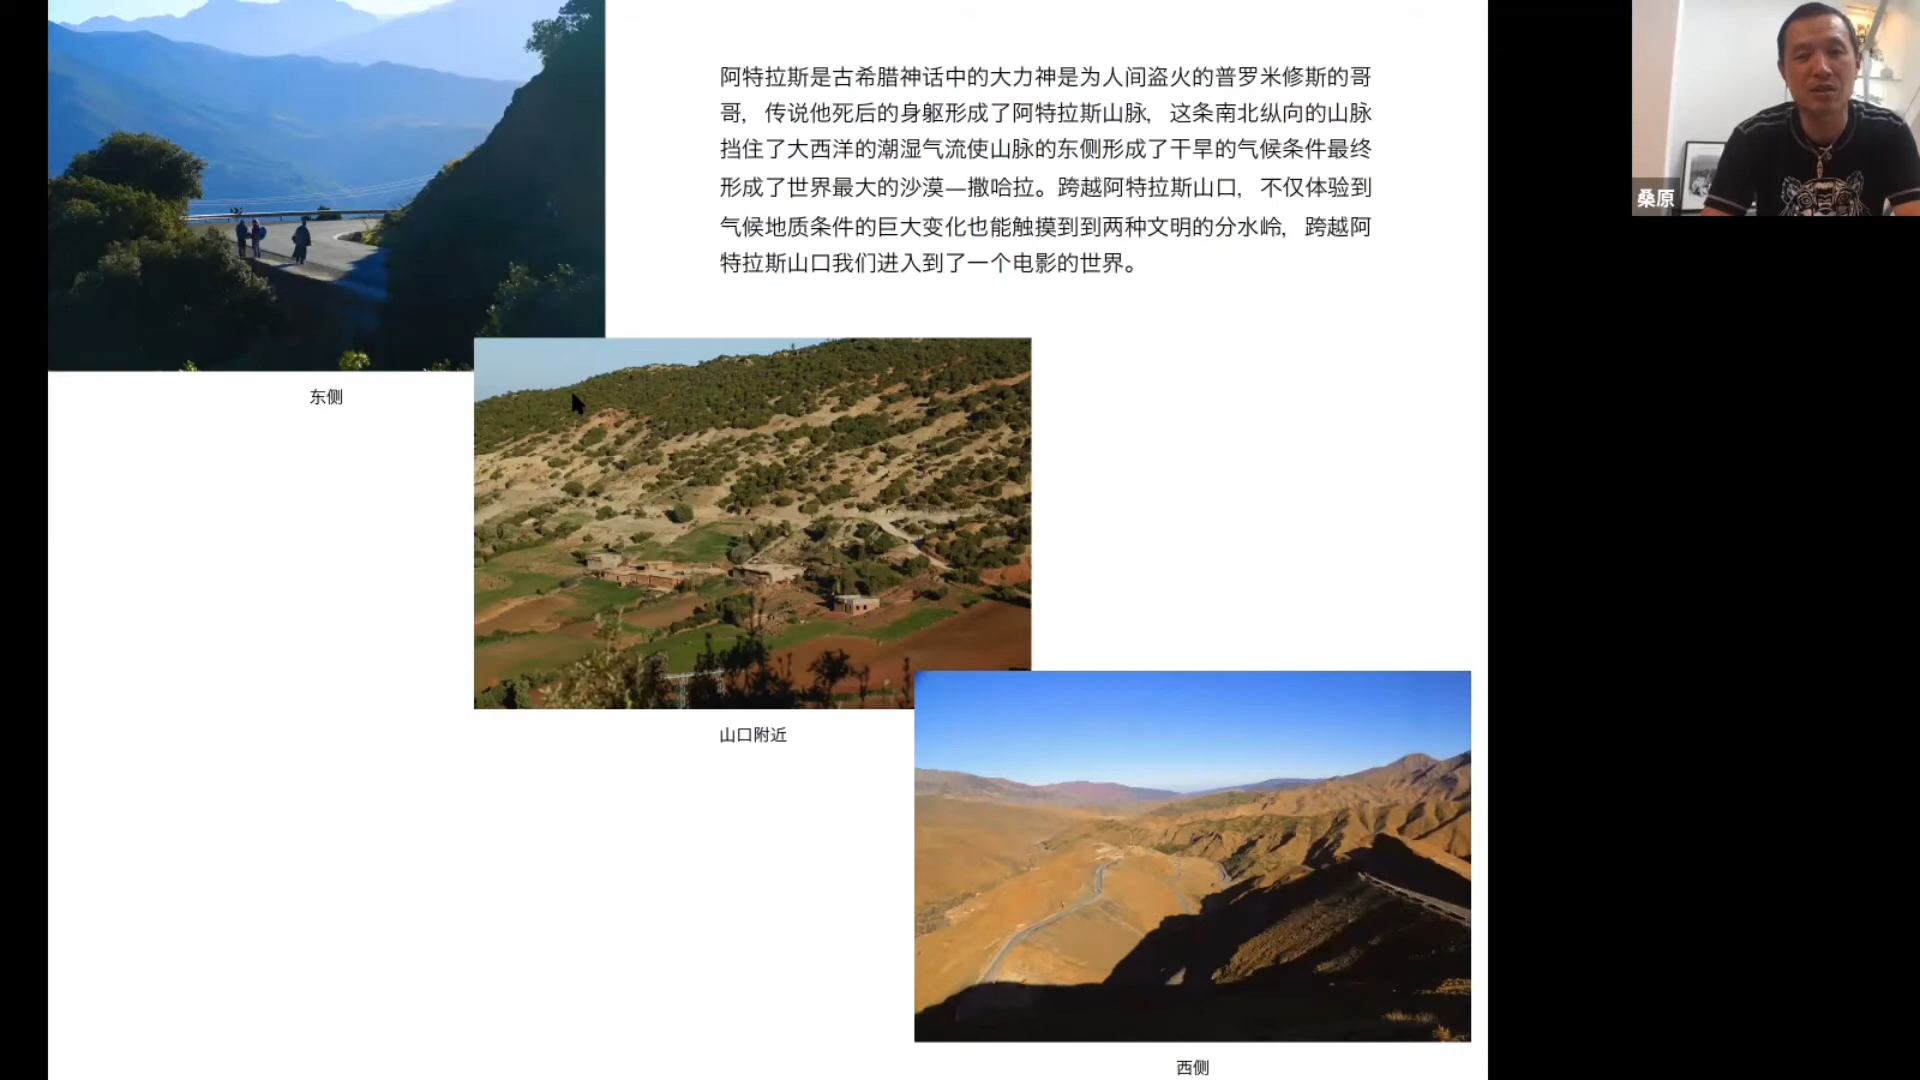 阿特拉斯是古希腊神话中的大力神是为人间盗火的普罗米修斯的哥
哥，传说他死后的身躯形成了阿特拉斯山脉，这条南北纵向的山脉
挡住了大西洋的潮湿气流使山脉的东侧形成了干旱的气候条件最终
形成了世界最大的沙漠—撒哈拉。跨越阿特拉斯山口，不仅体验到
气候地质条件的巨大变化也能触摸到到两种文明的分水岭，跨越阿
特拉斯山口我们进入到了一个电影的世界。
桑原
东侧
山口附近
西侧